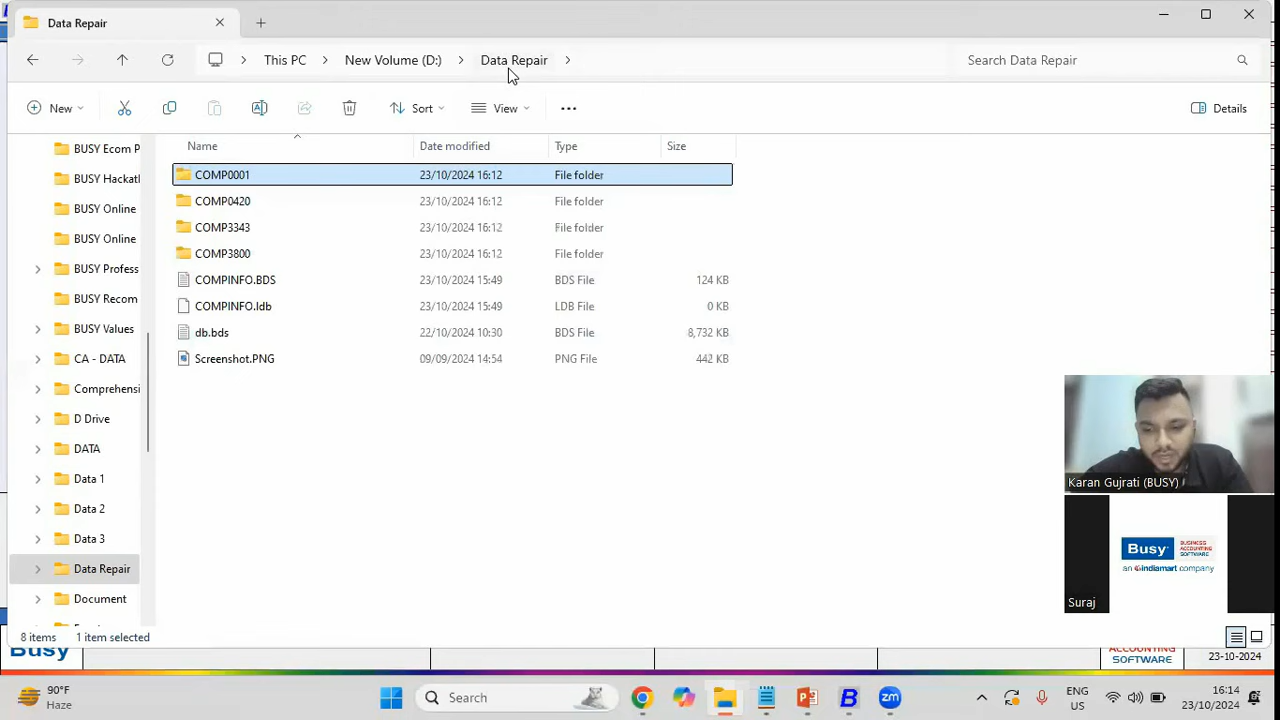 Data Repair
This PC
New Volume (D:)
Data Repair
Search Data Repair
New
Sort
View
Details
Name
Date modified
Type
Size
BUSY Ecom P
BUSY Hackatl
BUSY Online
BUSY Online
BUSY Profess
BUSY Recom
BUSY Values
CA - DATA
Comprehensi
D Drive
DATA
Data 1
Data 2
Data 3
Data Repair
Document
COMP0001 23/10/2024 16:12 File folder
COMP0420 23/10/2024 16:12 File folder
COMP3343 23/10/2024 16:12 File folder
COMP3800 23/10/2024 16:12 File folder
COMPINFO.BDS 23/10/2024 15:49 BDS File 124 KB
COMPINFO.ldb 23/10/2024 15:49 LDB File 0 KB
db.bds 22/10/2024 10:30 BDS File 8,732 KB
Screenshot.PNG 09/09/2024 14:54 PNG File 442 KB
Karan Gujrati (BUSY)
Busy
BUSINESS
ACCOUNTING
SOFTWARE
an indiamart company
Suraj
8 items
1 item selected
Busy
SOFTWARE
23-10-2024
90°F
Haze
Search
zm
ENG
US
16:14
23/10/2024